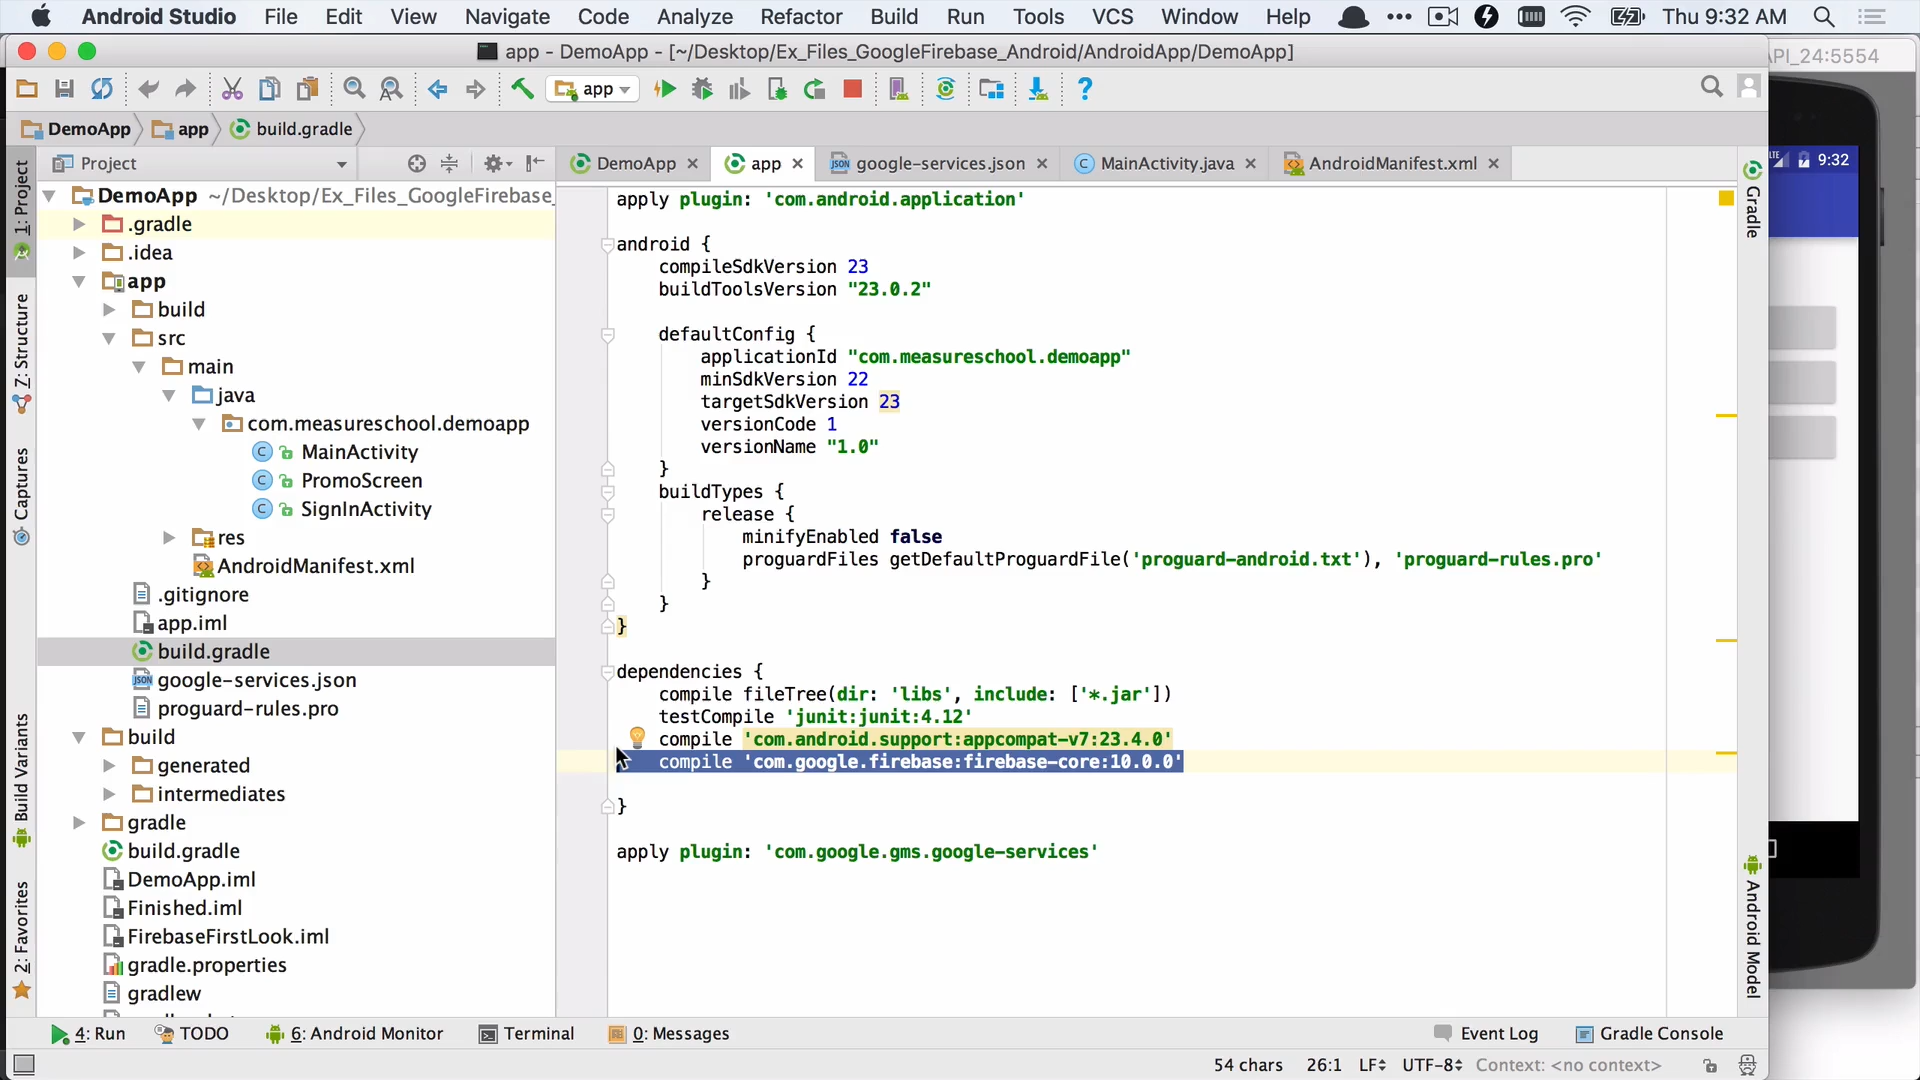 Android Studio File Edit View Navigate Code Analyze Refactor Build Run Tools VCS Window Help Thu 9:32 AM
app - DemoApp - [~/Desktop/Ex_Files_GoogleFirebase_Android/AndroidApp/DemoApp]
API_24:5554
app
DemoApp app build.gradle
Project
DemoApp app google-services.json MainActivity.java AndroidManifest.xml
LTE 9:32
1: Project
Z: Structure
Captures
Build Variants
2: Favorites
DemoApp ~/Desktop/Ex_Files_GoogleFirebase_
.gradle
.idea
app
build
src
main
java
com.measureschool.demoapp
MainActivity
PromoScreen
SignInActivity
res
AndroidManifest.xml
.gitignore
app.iml
build.gradle
google-services.json
proguard-rules.pro
build
generated
intermediates
gradle
build.gradle
DemoApp.iml
Finished.iml
FirebaseFirstLook.iml
gradle.properties
gradlew
apply plugin: 'com.android.application'
android {
compileSdkVersion 23
buildToolsVersion "23.0.2"
defaultConfig {
applicationId "com.measureschool.demoapp"
minSdkVersion 22
targetSdkVersion 23
versionCode 1
versionName "1.0"
}
buildTypes {
release {
minifyEnabled false
proguardFiles getDefaultProguardFile('proguard-android.txt'), 'proguard-rules.pro'
}
}
}
dependencies {
compile fileTree(dir: 'libs', include: ['*.jar'])
testCompile 'junit:junit:4.12'
compile 'com.android.support:appcompat-v7:23.4.0'
compile 'com.google.firebase:firebase-core:10.0.0'
}
apply plugin: 'com.google.gms.google-services'
Gradle
Android Model
4: Run TODO 6: Android Monitor Terminal 0: Messages Event Log Gradle Console
54 chars 26:1 LF UTF-8 Context: <no context>